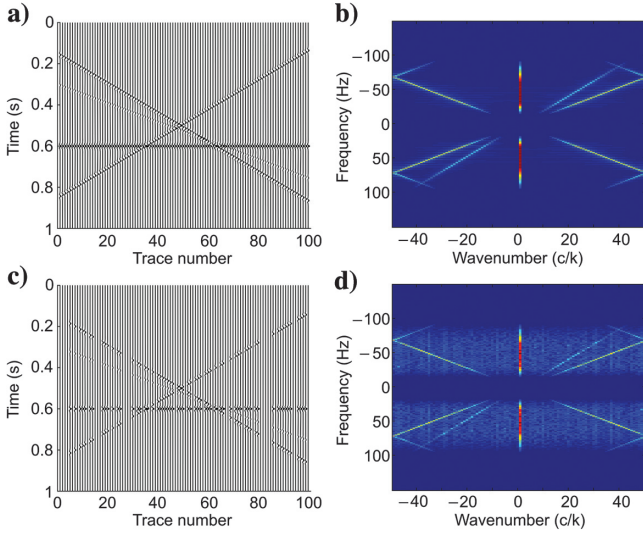 a)
0
0.2
0.4
0.6
0.8
1
Time (s)
0 20 40 60 80 100
Trace number
b)
−100
−50
0
50
100
Frequency (Hz)
−40 −20 0 20 40
Wavenumber (c/k)
c)
0
0.2
0.4
0.6
0.8
1
Time (s)
0 20 40 60 80 100
Trace number
d)
−100
−50
0
50
100
Frequency (Hz)
−40 −20 0 20 40
Wavenumber (c/k)